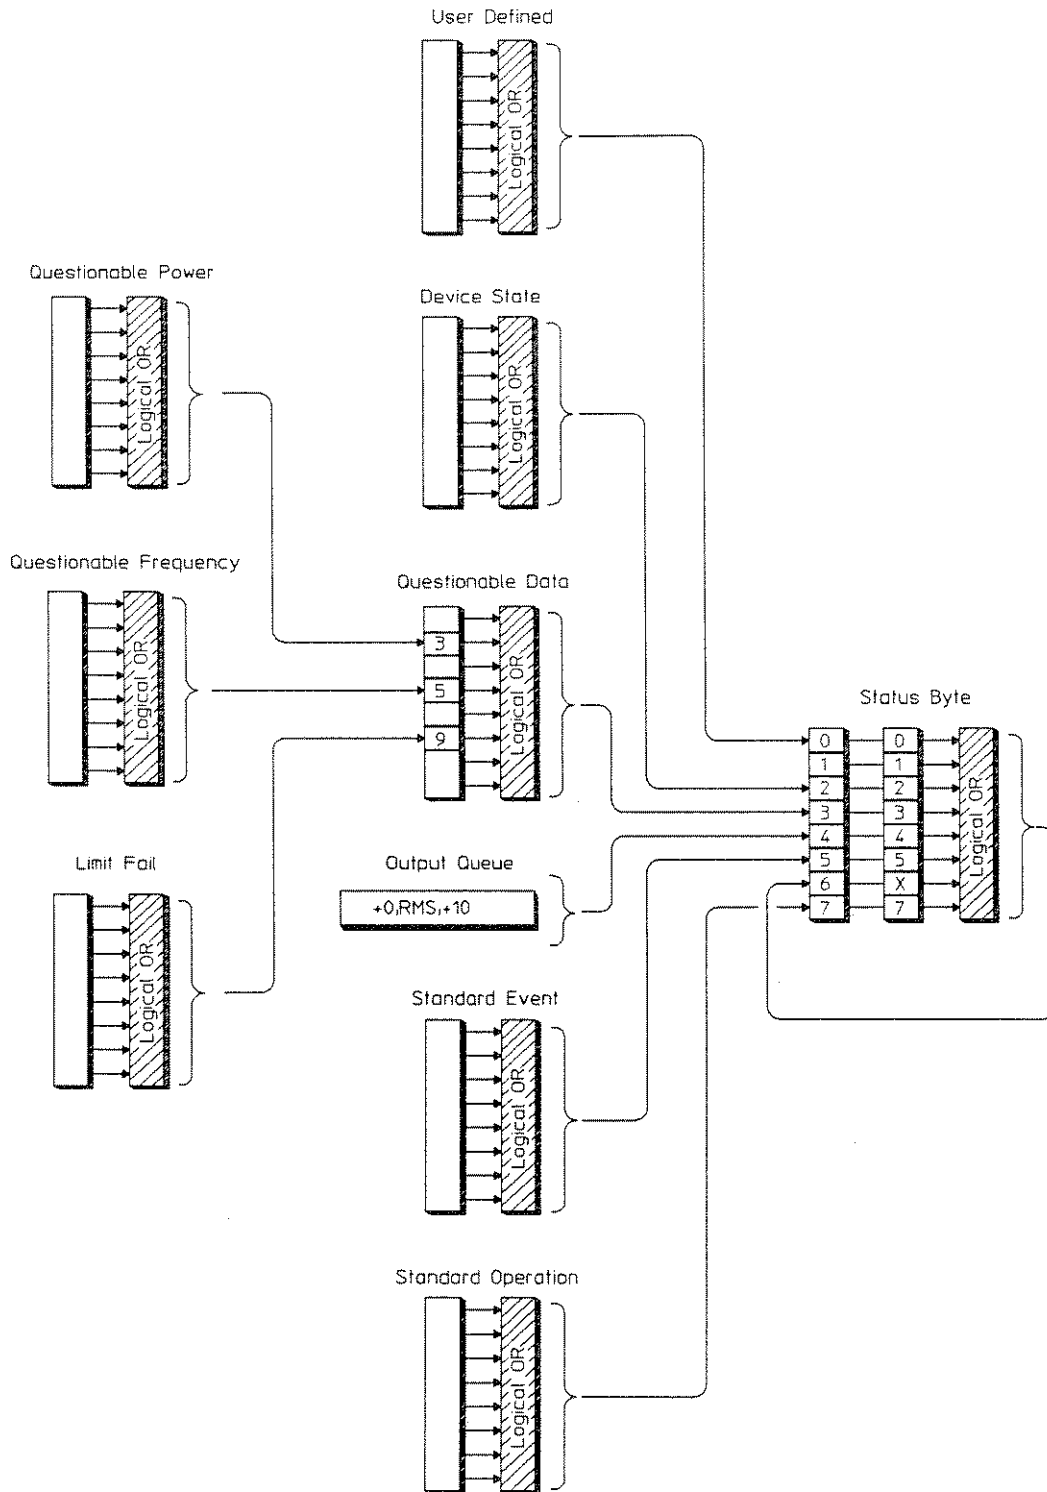 User Defined
Logical OR
Questionable Power
Logical OR
Device State
Logical OR
Questionable Frequency
Logical OR
Questionable Data
3
5
9
Logical OR
Status Byte
0 0
1 1
2 2
3 3
4 4
5 5
6 X
7 7
Logical OR
Limit Fail
Logical OR
Output Queue
+0,RMS,+10
Standard Event
Logical OR
Standard Operation
Logical OR